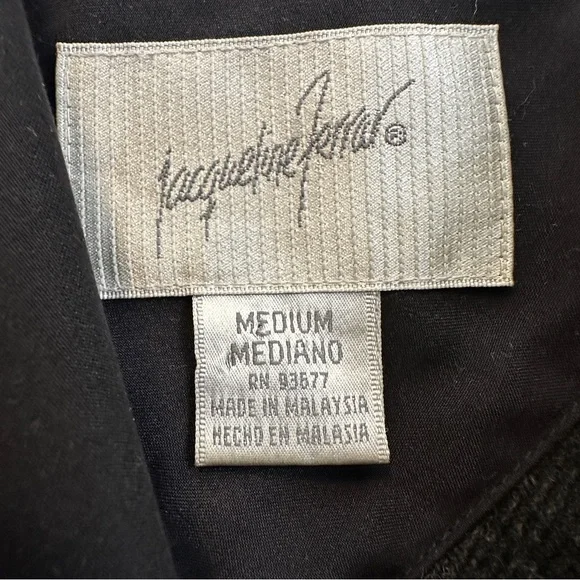 Jacqueline Ferrar®
MEDIUM
MEDIANO
RN 93677
MADE IN MALAYSIA
HECHO EN MALASIA